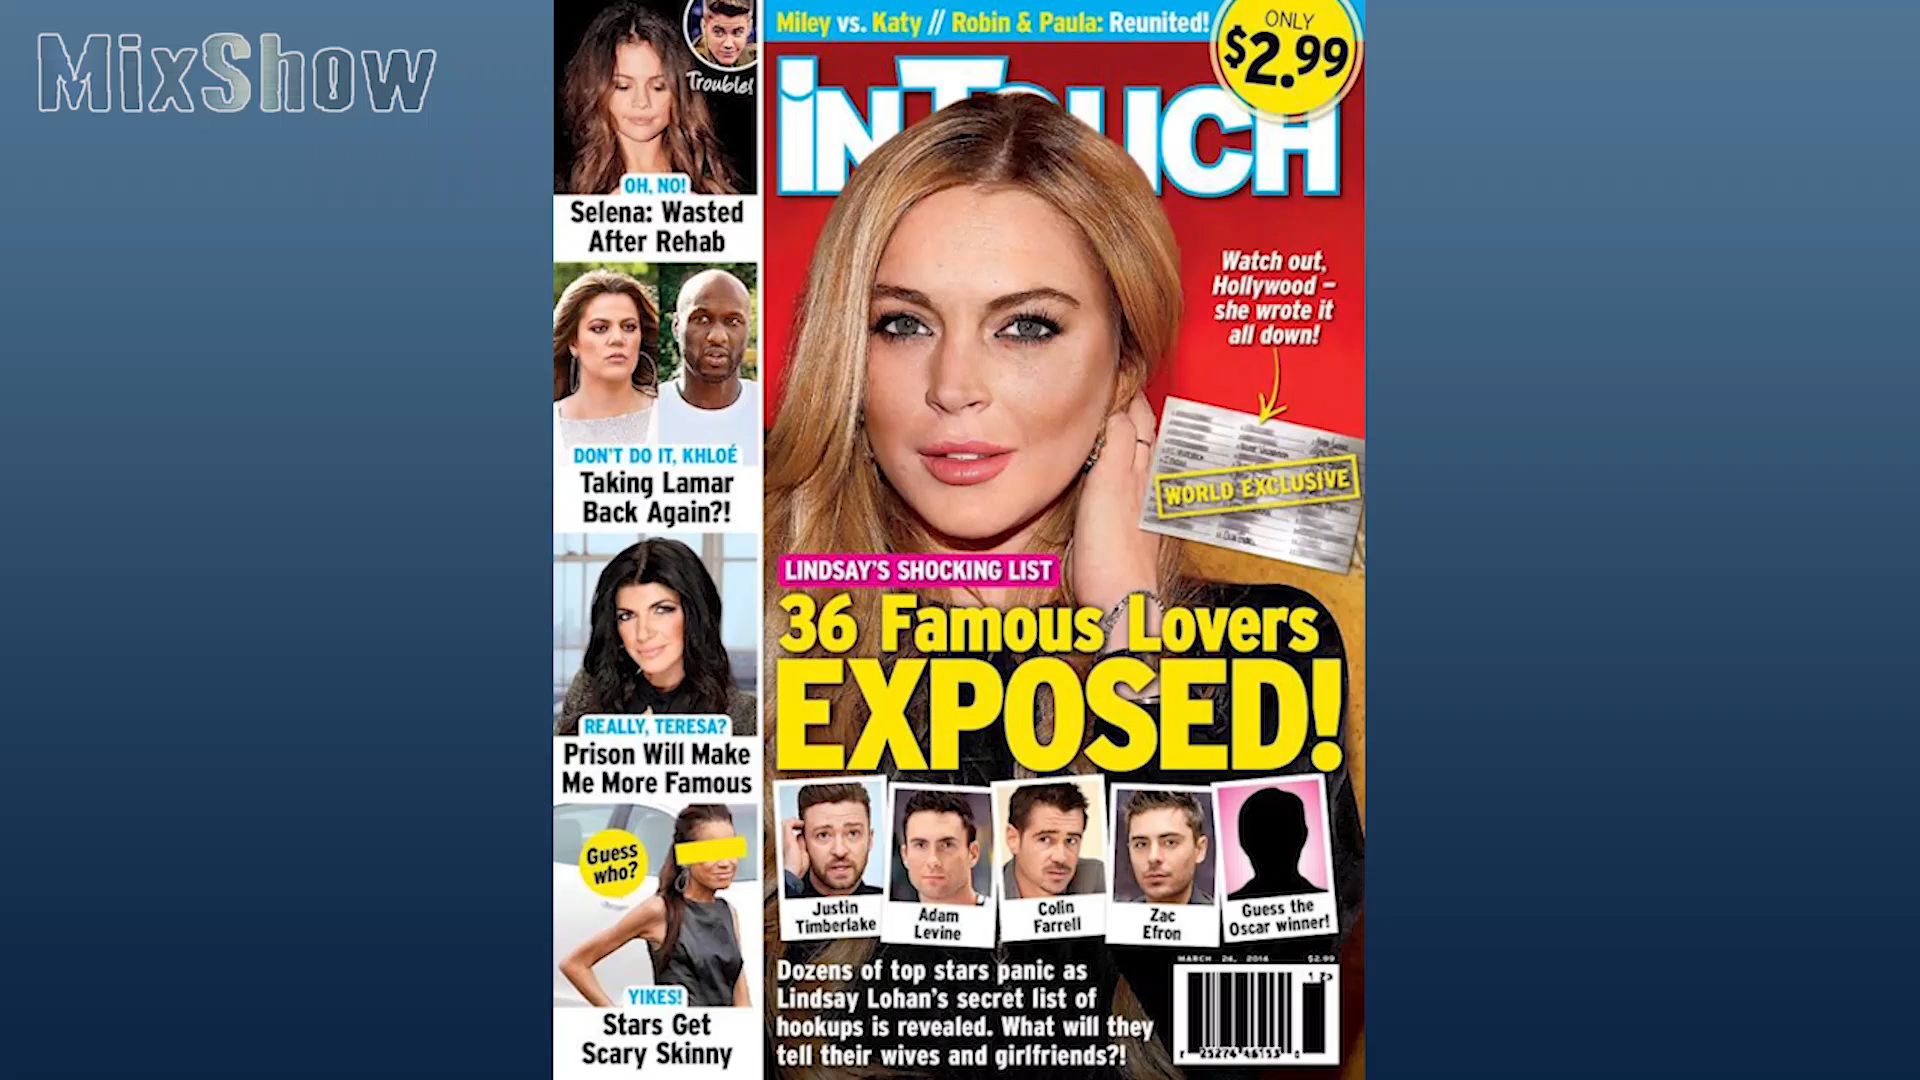 MixShow
Miley vs. Katy // Robin & Paula: Reunited!
ONLY
$2.99
inTOUCH
Trouble!
OH, NO!
Selena: Wasted
After Rehab
DON'T DO IT, KHLOÉ
Taking Lamar
Back Again?!
REALLY, TERESA?
Prison Will Make
Me More Famous
Guess
who?
YIKES!
Stars Get
Scary Skinny
Watch out,
Hollywood –
she wrote it
all down!
WORLD EXCLUSIVE
LINDSAY'S SHOCKING LIST
36 Famous Lovers
EXPOSED!
Justin
Timberlake
Adam
Levine
Colin
Farrell
Zac
Efron
Guess the
Oscar winner!
Dozens of top stars panic as
Lindsay Lohan's secret list of
hookups is revealed. What will they
tell their wives and girlfriends?!
MARCH 24, 2014 $2.99